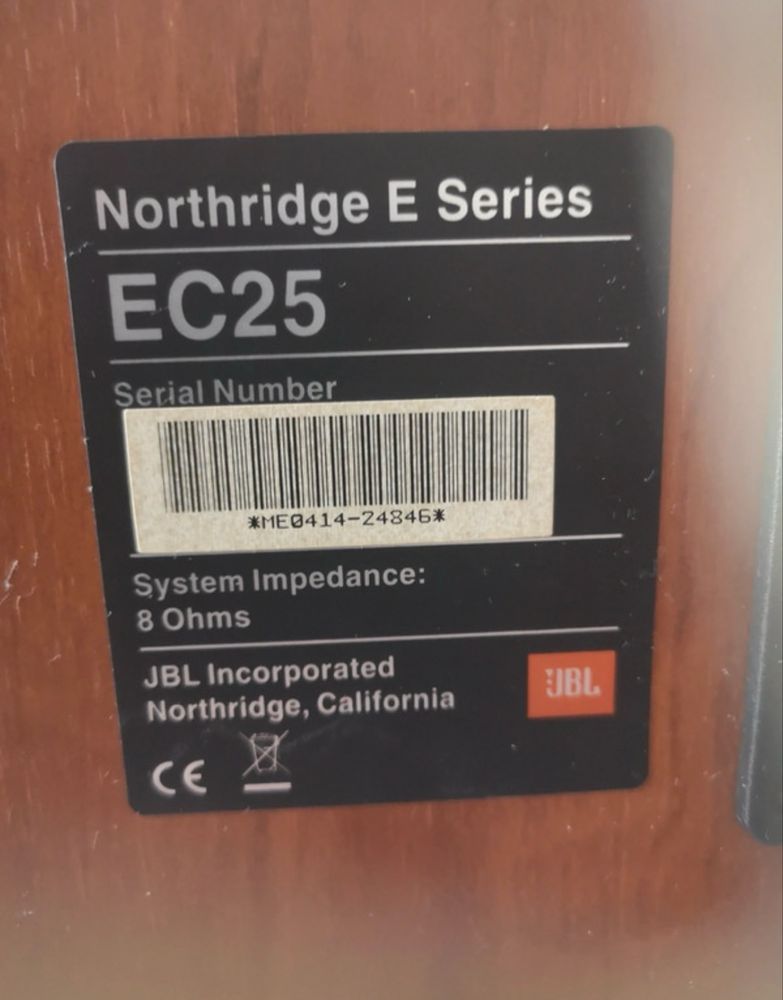 Northridge E Series
EC25
Serial Number
*ME0414-24846*
System Impedance:
8 Ohms
JBL Incorporated
Northridge, California
JBL
CE